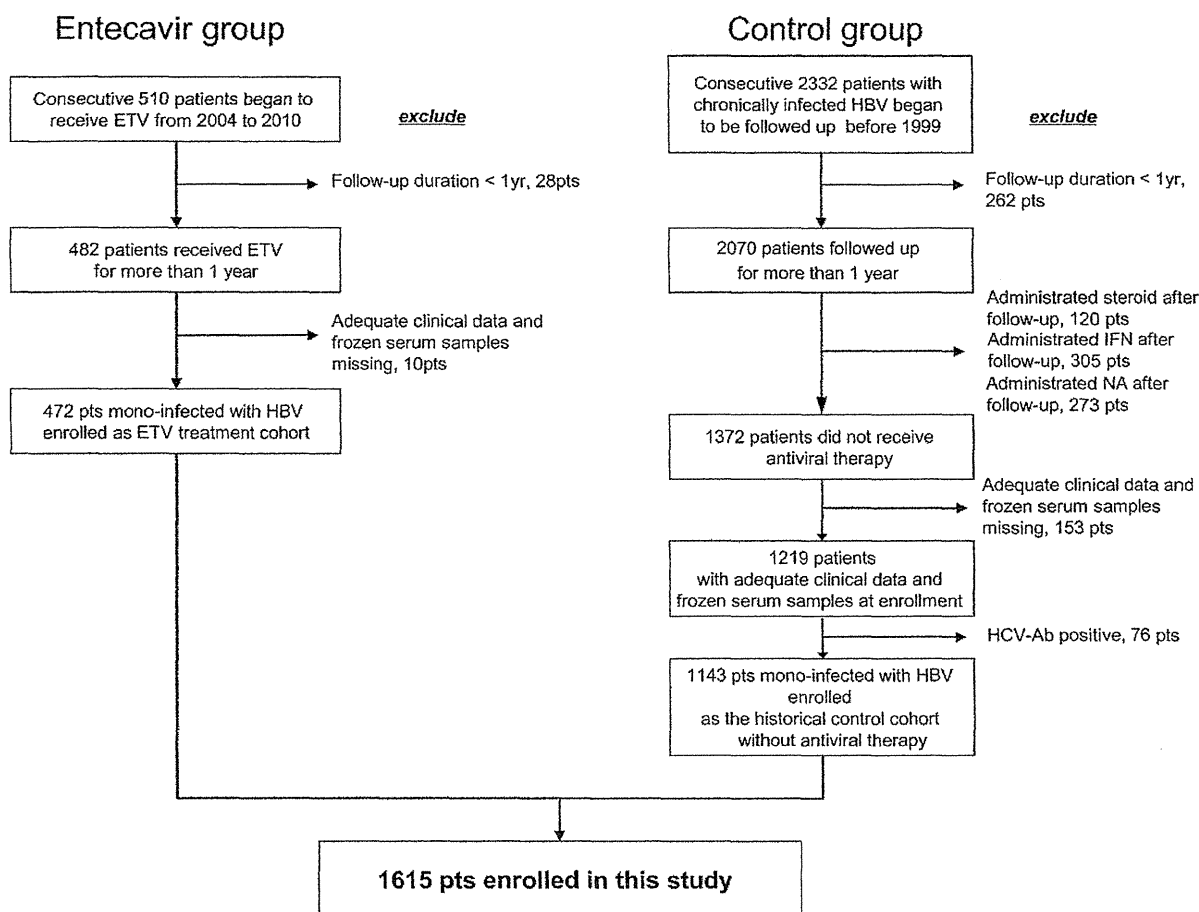 Entecavir group
Consecutive 510 patients began to
receive ETV from 2004 to 2010
exclude
Follow-up duration < 1yr, 28pts
482 patients received ETV
for more than 1 year
Adequate clinical data and
frozen serum samples
missing, 10pts
472 pts mono-infected with HBV
enrolled as ETV treatment cohort
Control group
Consecutive 2332 patients with
chronically infected HBV began
to be followed up before 1999
exclude
Follow-up duration < 1yr,
262 pts
2070 patients followed up
for more than 1 year
Administrated steroid after
follow-up, 120 pts
Administrated IFN after
follow-up, 305 pts
Administrated NA after
follow-up, 273 pts
1372 patients did not receive
antiviral therapy
Adequate clinical data and
frozen serum samples
missing, 153 pts
1219 patients
with adequate clinical data and
frozen serum samples at enrollment
HCV-Ab positive, 76 pts
1143 pts mono-infected with HBV
enrolled
as the historical control cohort
without antiviral therapy
1615 pts enrolled in this study